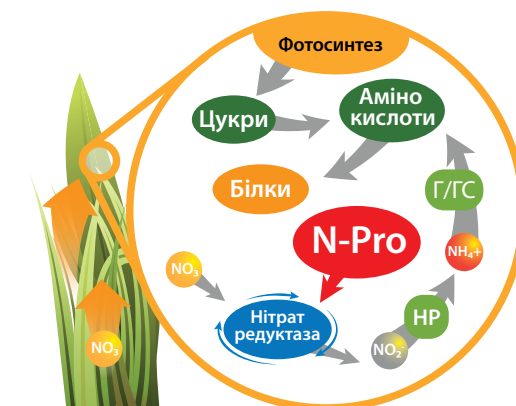 Фотосинтез
Цукри
Аміно
кислоти
Білки
Г/ГС
N-Pro
NH₄+
NO₃
Нітрат
редуктаза
НР
NO₂⁻
NO₃